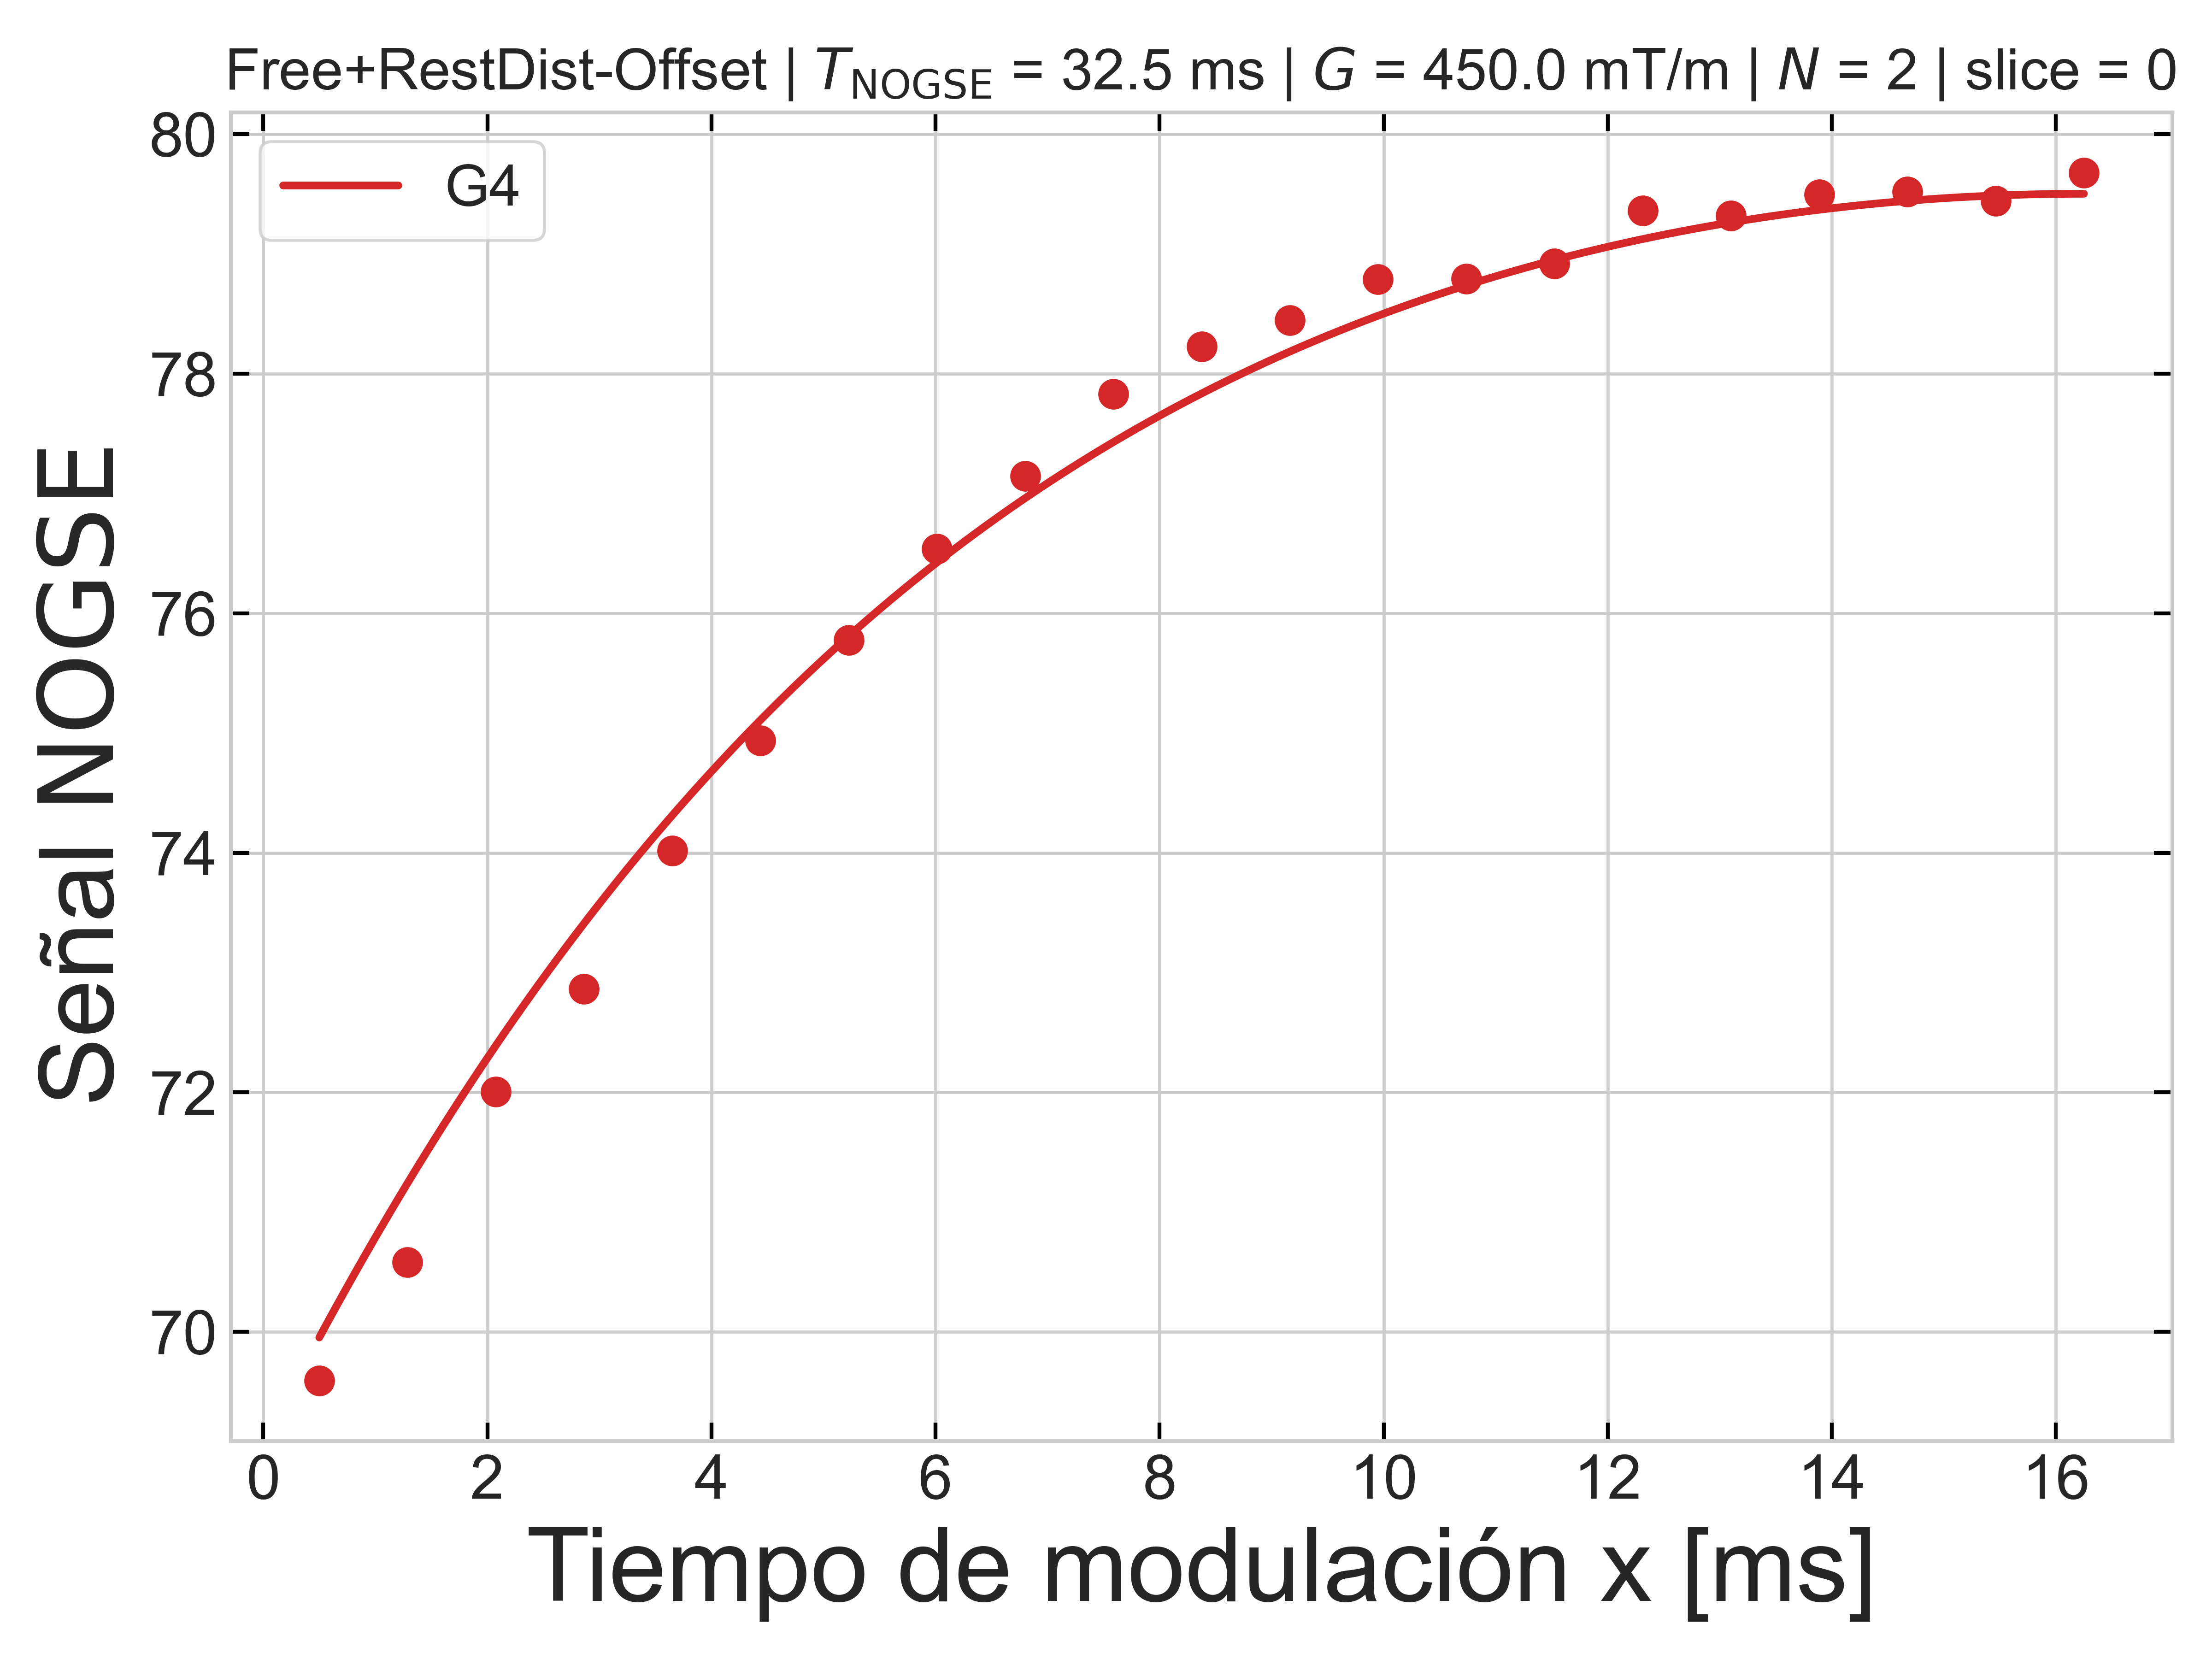 Free+RestDist-Offset | T_NOGSE = 32.5 ms | G = 450.0 mT/m | N = 2 | slice = 0
G4
80
78
76
74
72
70
Señal NOGSE
0 2 4 6 8 10 12 14 16
Tiempo de modulación x [ms]